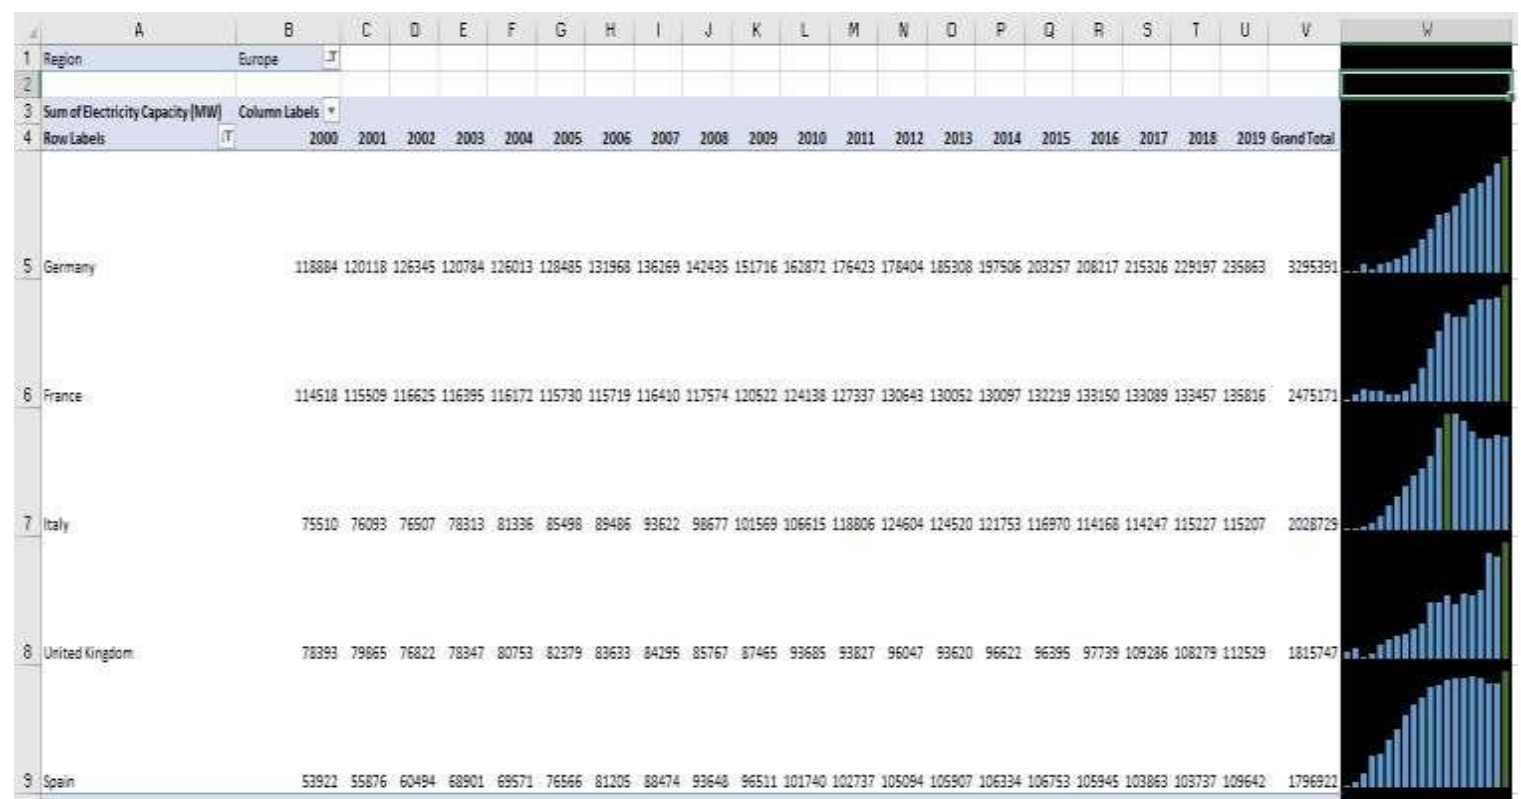 A B C D E F G H I J K L M N O P Q R S T U V W
1 Region Europe
2
3 Sum of Electricity Capacity (MW) Column Labels
4 Row Labels 2000 2001 2002 2003 2004 2005 2006 2007 2008 2009 2010 2011 2012 2013 2014 2015 2016 2017 2018 2019 Grand Total
5 Germany 118884 120118 126345 120784 126013 128485 131968 136269 142435 151716 162872 176423 178404 185308 197506 203257 208217 215326 229197 235863 3295391
6 France 114518 115509 116625 116395 116172 115730 115719 116410 117574 120522 124138 127337 130643 130052 130097 132219 133150 133089 133457 135816 2475171
7 Italy 75510 76093 76507 78313 81336 85498 89486 93622 98677 101569 106615 118806 124604 124520 121753 116970 114168 114247 115227 115207 2028729
8 United Kingdom 78393 79865 76822 78347 80753 82379 83633 84295 85767 87465 93685 93827 96047 93620 96622 96395 97739 109286 108279 112529 1815747
9 Spain 53922 55876 60494 68901 69571 76566 81205 88474 93648 96511 101740 102737 105094 105907 106334 106753 105945 103863 103737 109642 1796922